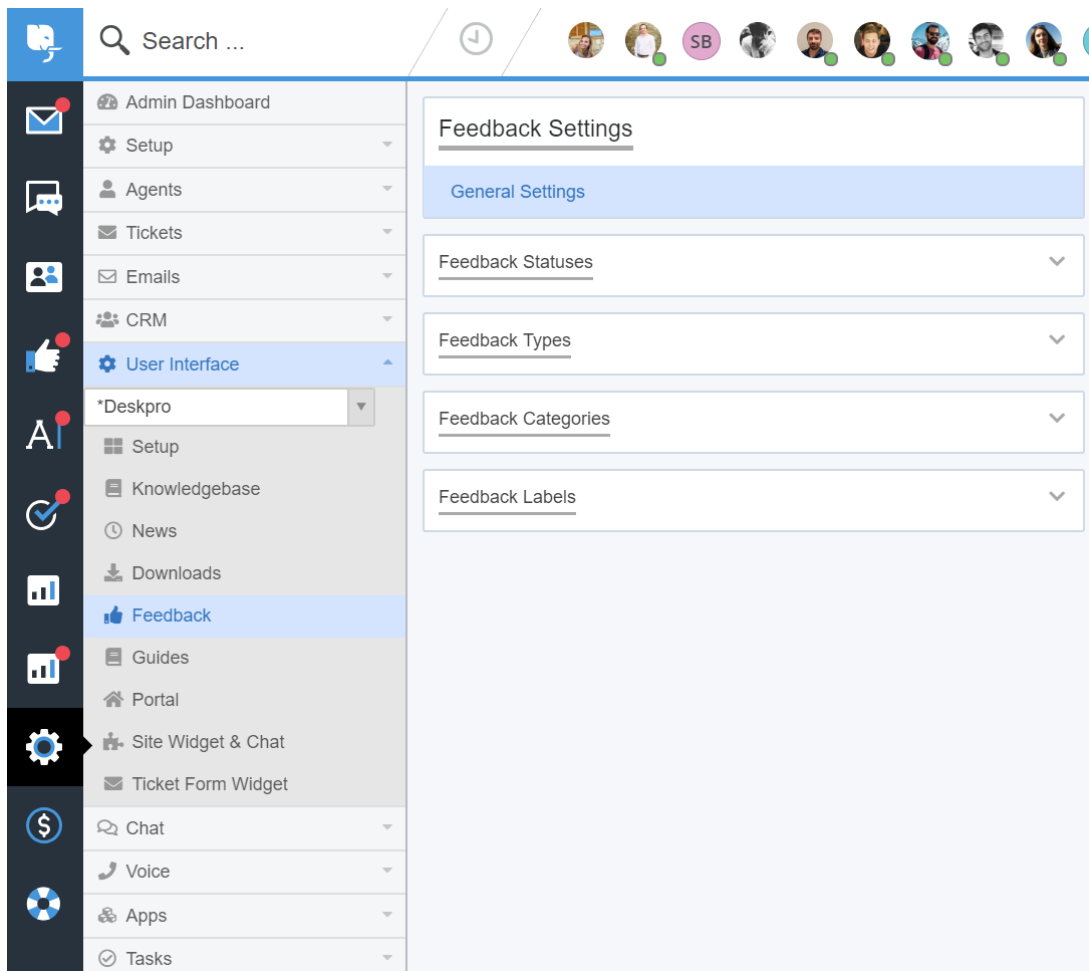 Search ...
SB
Admin Dashboard
Setup
Agents
Tickets
Emails
CRM
User Interface
*Deskpro
Setup
Knowledgebase
News
Downloads
Feedback
Guides
Portal
Site Widget & Chat
Ticket Form Widget
Chat
Voice
Apps
Tasks
Feedback Settings
General Settings
Feedback Statuses
Feedback Types
Feedback Categories
Feedback Labels